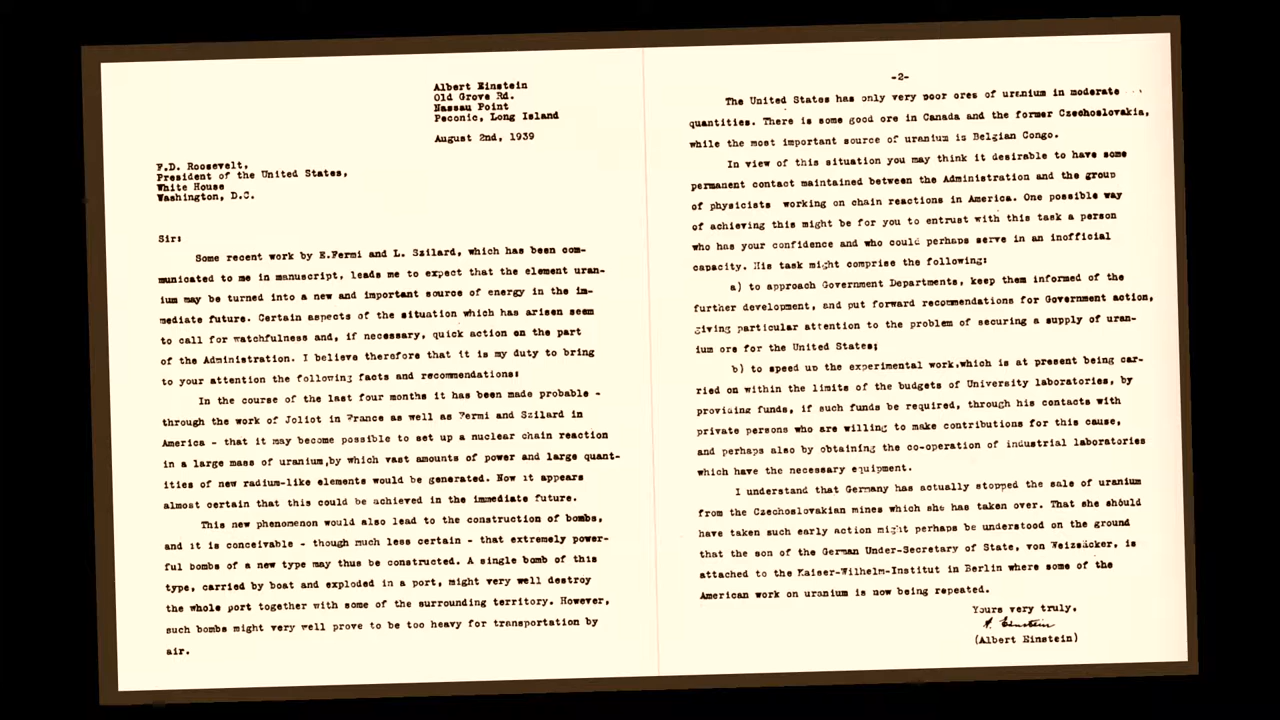 Albert Einstein
Old Grove Rd.
Nassau Point
Peconic, Long Island
August 2nd, 1939
F.D. Roosevelt,
President of the United States,
White House
Washington, D.C.
Sir:
Some recent work by E.Fermi and L. Szilard, which has been com-
municated to me in manuscript, leads me to expect that the element uran-
ium may be turned into a new and important source of energy in the im-
mediate future. Certain aspects of the situation which has arisen seem
to call for watchfulness and, if necessary, quick action on the part
of the Administration. I believe therefore that it is my duty to bring
to your attention the following facts and recommendations:
In the course of the last four months it has been made probable -
through the work of Joliot in France as well as Fermi and Szilard in
America - that it may become possible to set up a nuclear chain reaction
in a large mass of uranium,by which vast amounts of power and large quant-
ities of new radium-like elements would be generated. Now it appears
almost certain that this could be achieved in the immediate future.
This new phenomenon would also lead to the construction of bombs,
and it is conceivable - though much less certain - that extremely power-
ful bombs of a new type may thus be constructed. A single bomb of this
type, carried by boat and exploded in a port, might very well destroy
the whole port together with some of the surrounding territory. However,
such bombs might very well prove to be too heavy for transportation by
air.
-2-
The United States has only very poor ores of uranium in moderate
quantities. There is some good ore in Canada and the former Czechoslovakia,
while the most important source of uranium is Belgian Congo.
In view of this situation you may think it desirable to have some
permanent contact maintained between the Administration and the group
of physicists working on chain reactions in America. One possible way
of achieving this might be for you to entrust with this task a person
who has your confidence and who could perhaps serve in an inofficial
capacity. His task might comprise the following:
a) to approach Government Departments, keep them informed of the
further development, and put forward recommendations for Government action,
giving particular attention to the problem of securing a supply of uran-
ium ore for the United States;
b) to speed up the experimental work,which is at present being car-
ried on within the limits of the budgets of University laboratories, by
providing funds, if such funds be required, through his contacts with
private persons who are willing to make contributions for this cause,
and perhaps also by obtaining the co-operation of industrial laboratories
which have the necessary equipment.
I understand that Germany has actually stopped the sale of uranium
from the Czechoslovakian mines which she has taken over. That she should
have taken such early action might perhaps be understood on the ground
that the son of the German Under-Secretary of State, von Weizsäcker, is
attached to the Kaiser-Wilhelm-Institut in Berlin where some of the
American work on uranium is now being repeated.
Yours very truly,
A. Einstein
(Albert Einstein)